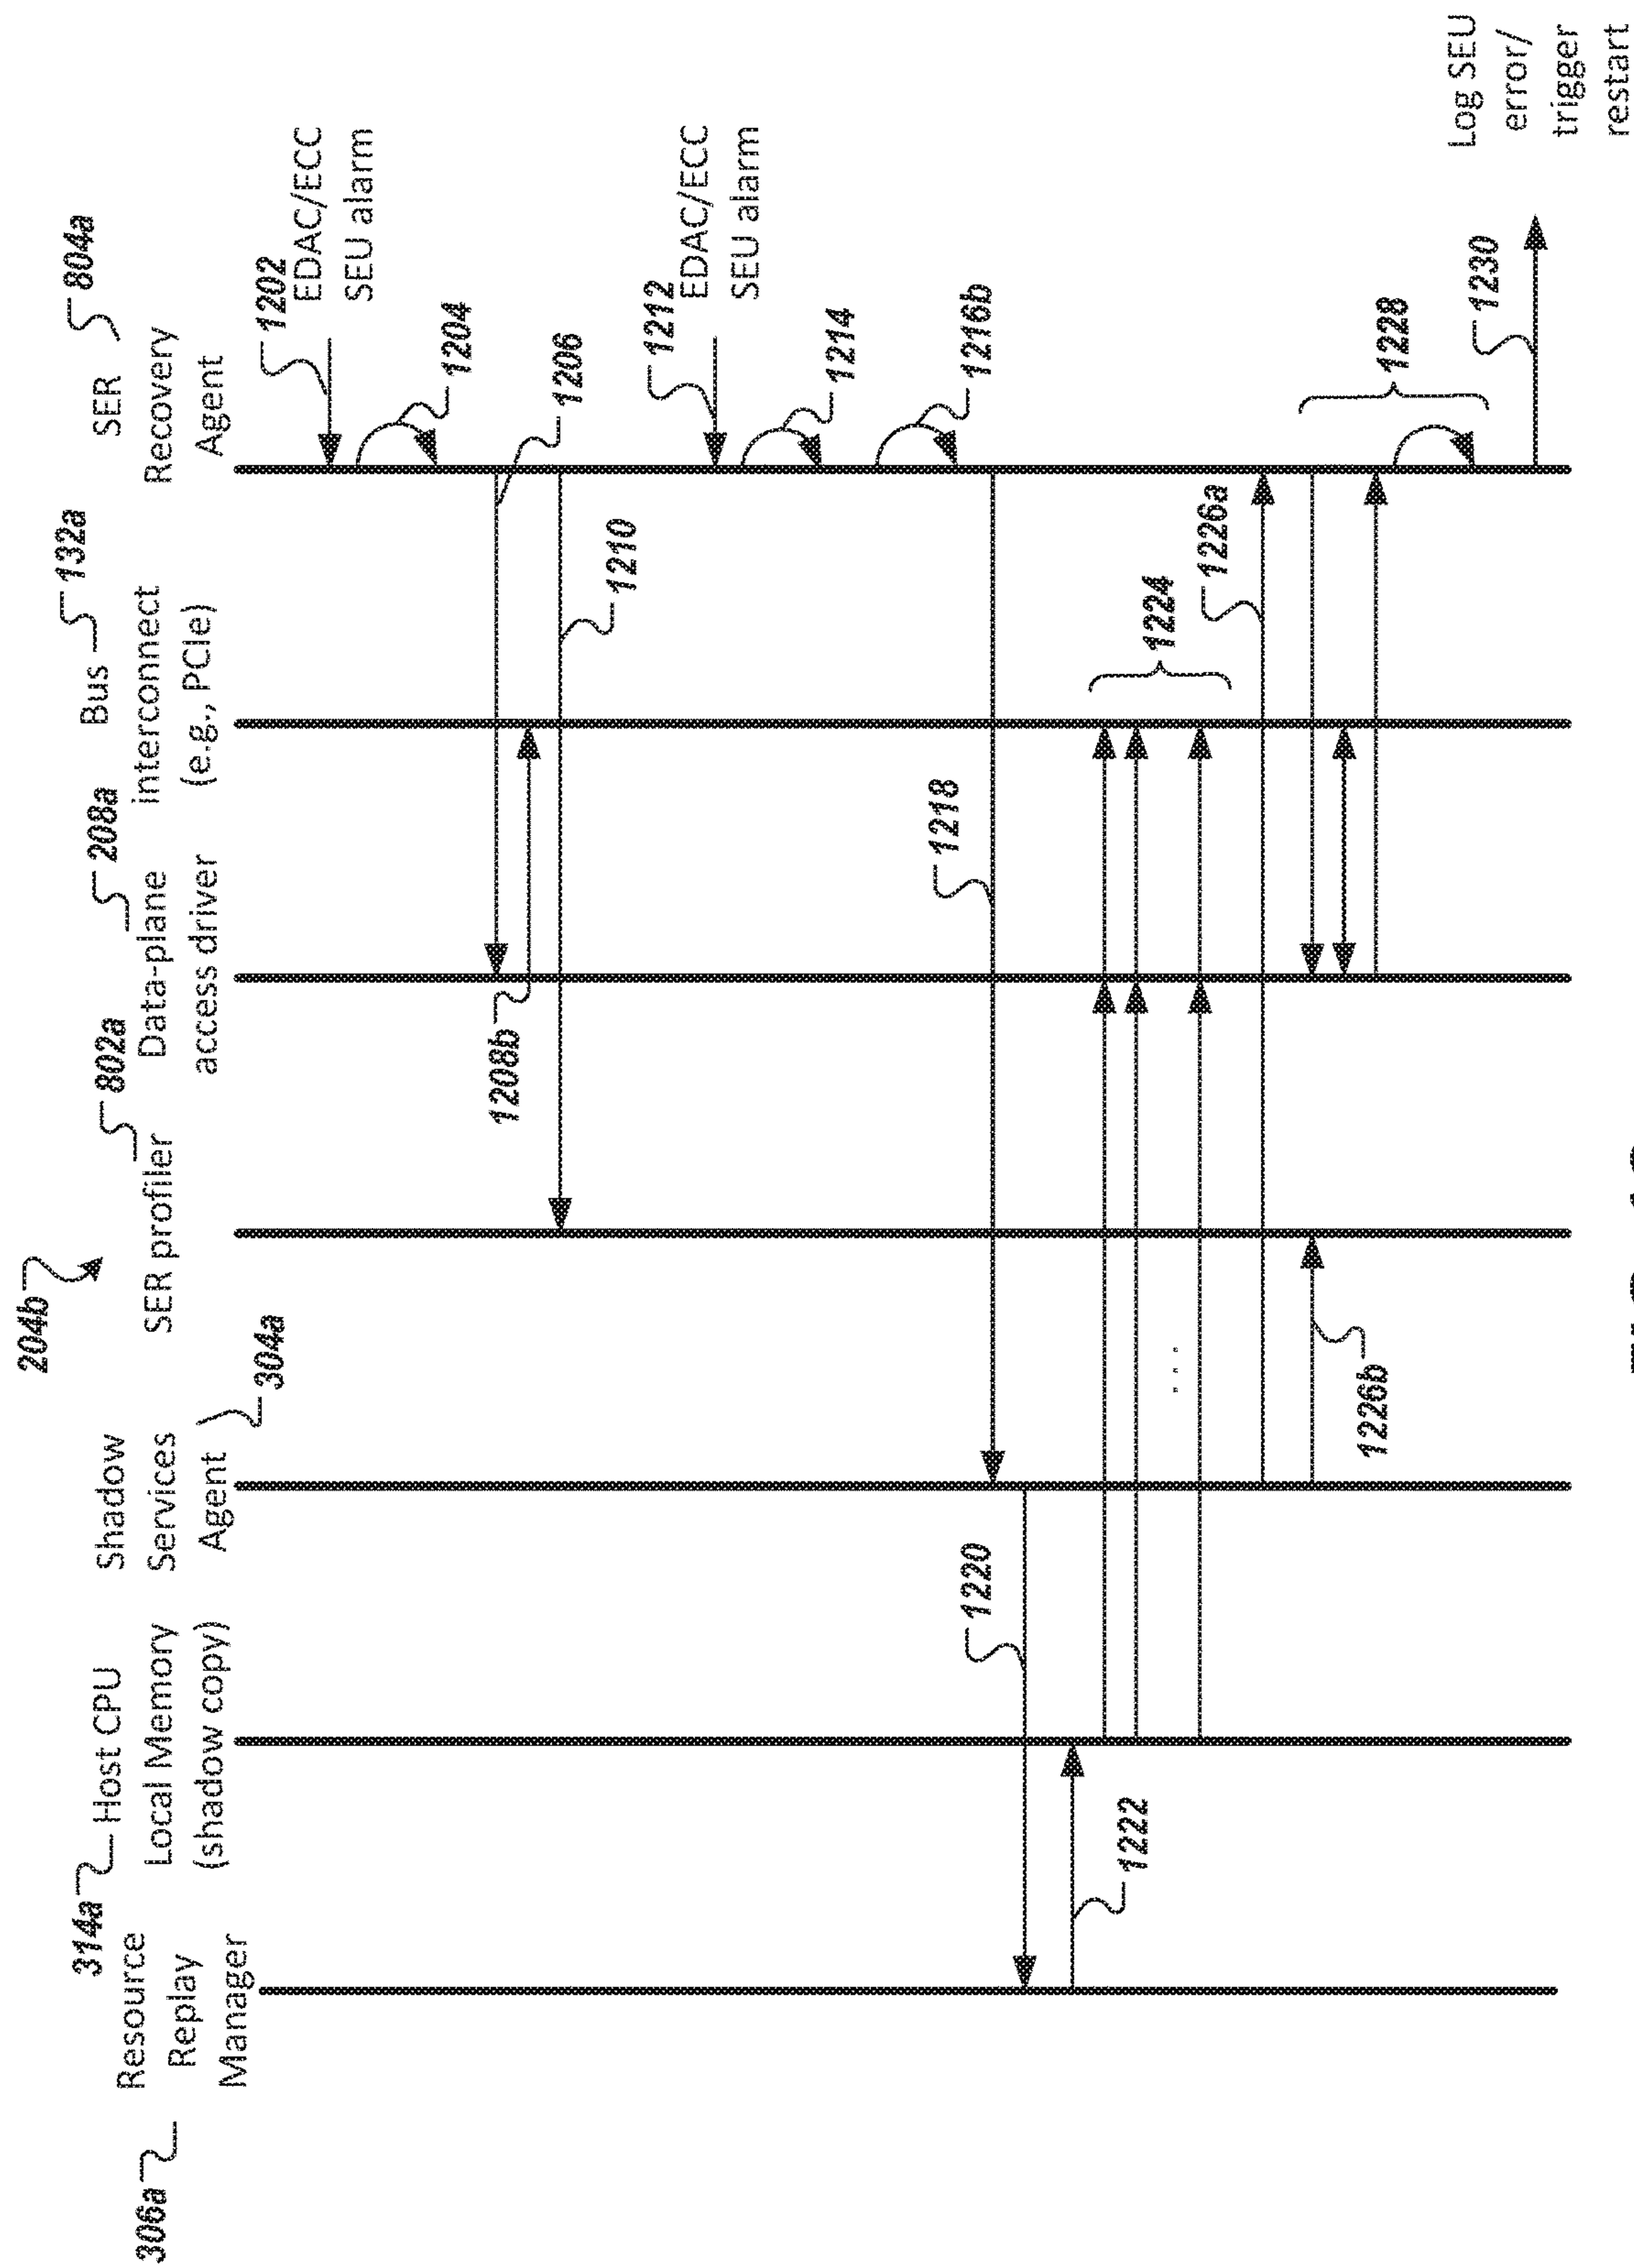 204b
306a
Resource
Replay
Manager
314a
Host CPU
Local Memory
(shadow copy)
Shadow
Services
Agent
304a
SER profiler
802a
Data-plane
access driver
208a
Bus
interconnect
(e.g., PCIe)
132a
SER
Recovery
Agent
804a
1202
EDAC/ECC
SEU alarm
1204
1206
1208b
1210
1212
EDAC/ECC
SEU alarm
1214
1216b
1218
1220
1222
1224
...
1226a
1226b
1228
1230
Log SEU
error/
trigger
restart